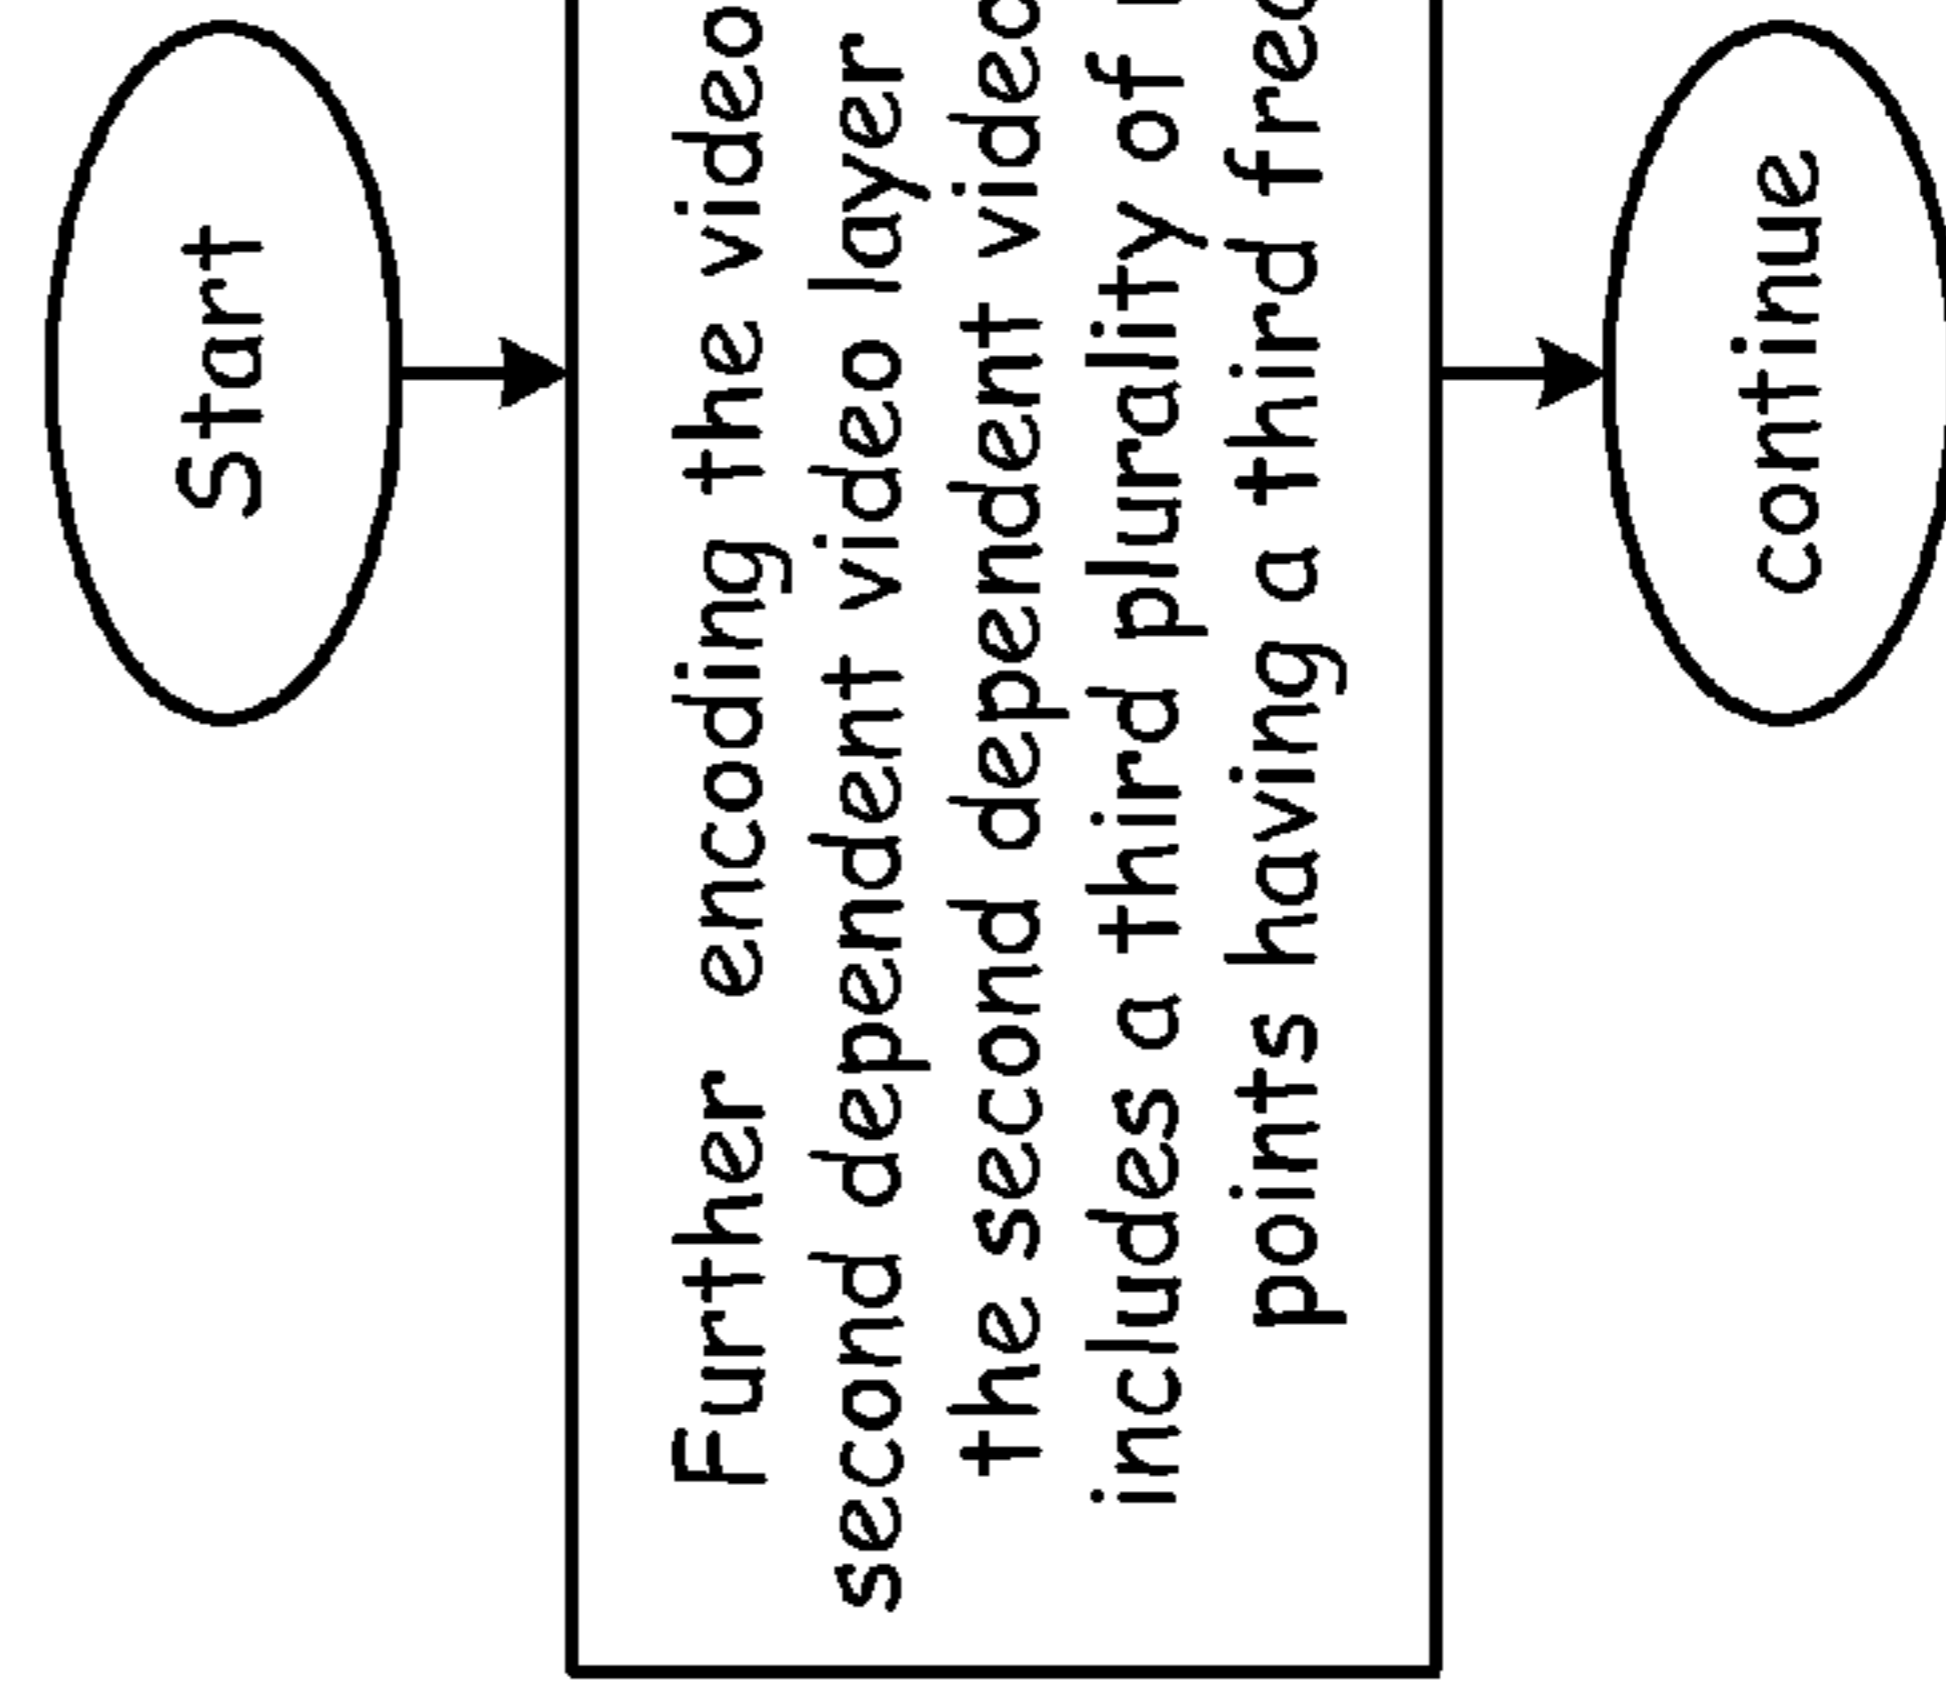 Start
Further encoding the video
second dependent video layer
the second dependent video
includes a third plurality of
points having a third
continue